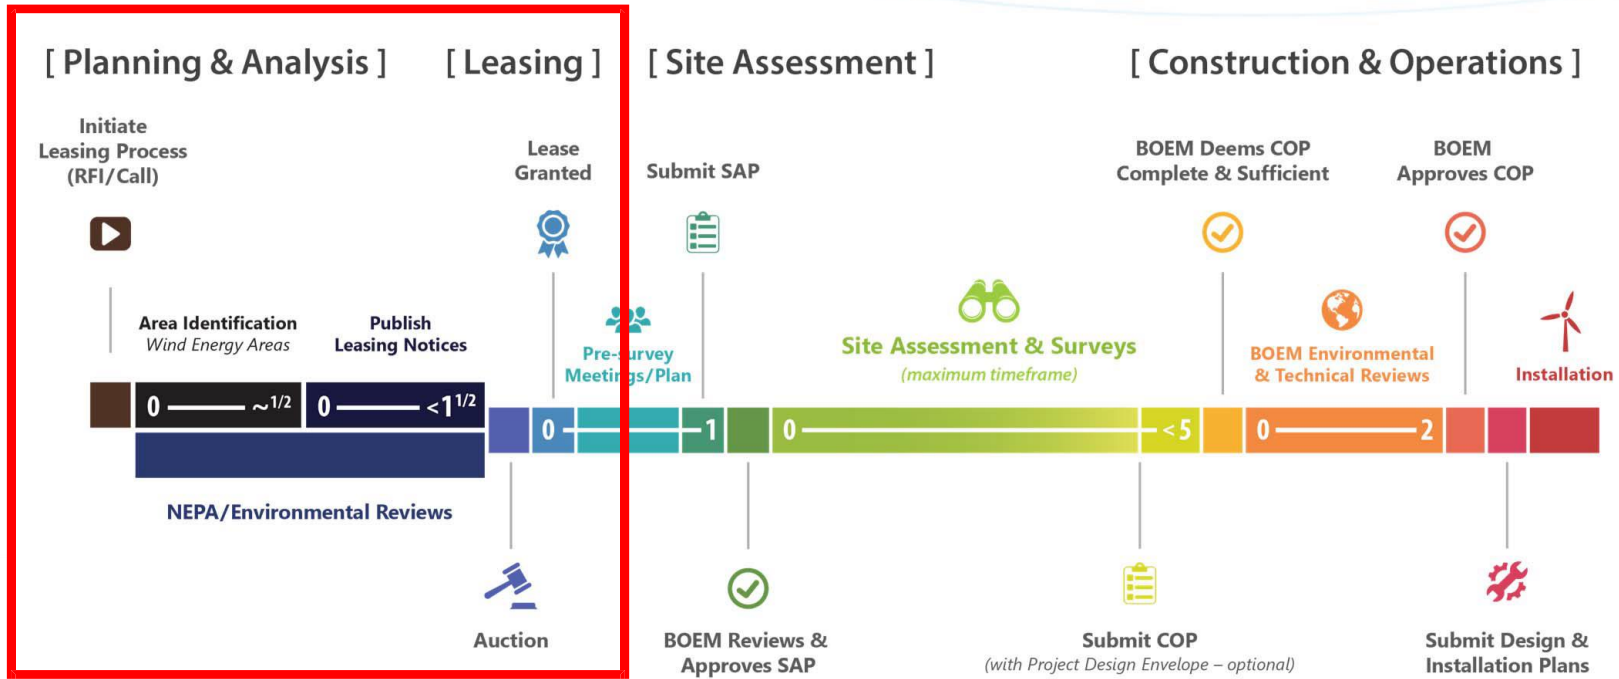 [ Planning & Analysis ]
[ Leasing ]
[ Site Assessment ]
[ Construction & Operations ]
Initiate
Leasing Process
(RFI/Call)
Lease
Granted
Submit SAP
BOEM Deems COP
Complete & Sufficient
BOEM
Approves COP
Area Identification
Wind Energy Areas
Publish
Leasing Notices
Pre-survey
Meetings/Plan
Site Assessment & Surveys
(maximum timeframe)
BOEM Environmental
& Technical Reviews
Installation
0 ~1/2
0 <1 1/2
0 1
0 <5
0 2
NEPA/Environmental Reviews
Auction
BOEM Reviews &
Approves SAP
Submit COP
(with Project Design Envelope – optional)
Submit Design &
Installation Plans